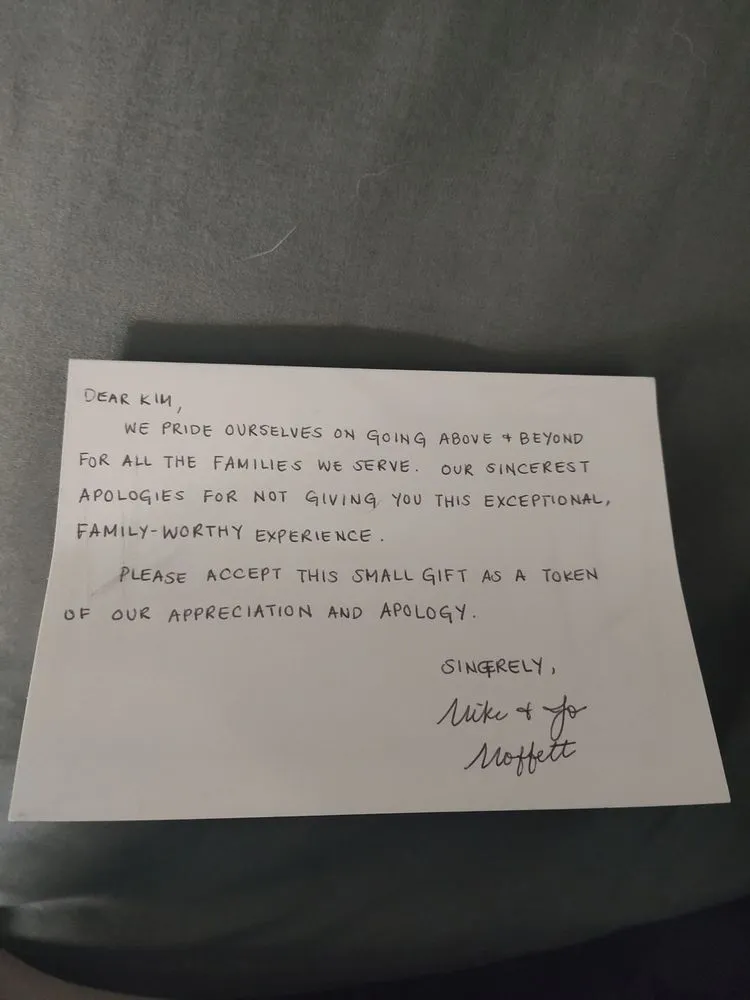 DEAR KIM,
WE PRIDE OURSELVES ON GOING ABOVE & BEYOND
FOR ALL THE FAMILIES WE SERVE. OUR SINCEREST
APOLOGIES FOR NOT GIVING YOU THIS EXCEPTIONAL,
FAMILY-WORTHY EXPERIENCE.
PLEASE ACCEPT THIS SMALL GIFT AS A TOKEN
OF OUR APPRECIATION AND APOLOGY.
SINCERELY,
Mike & Jo
Moffett